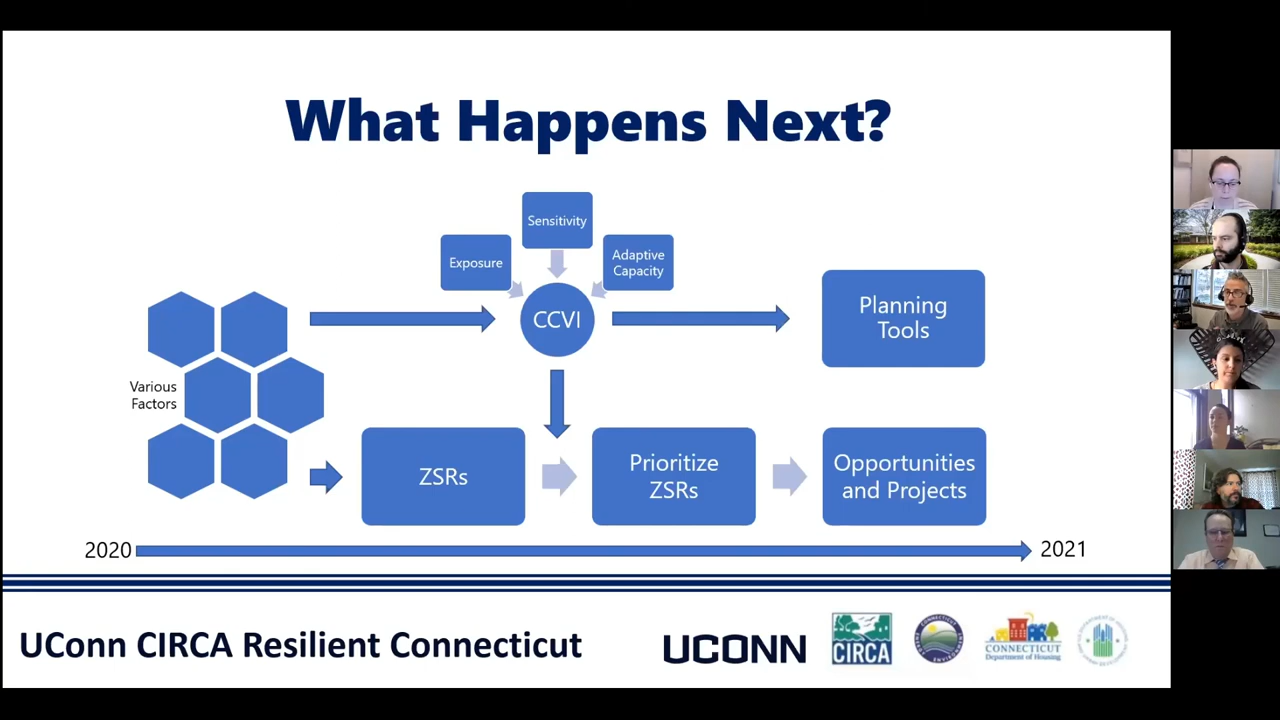 What Happens Next?
Sensitivity
Exposure
Adaptive
Capacity
CCVI
Planning
Tools
Various
Factors
ZSRs
Prioritize
ZSRs
Opportunities
and Projects
2020
2021
UConn CIRCA Resilient Connecticut
UCONN
CIRCA
CONNECTICUT
Department of Housing